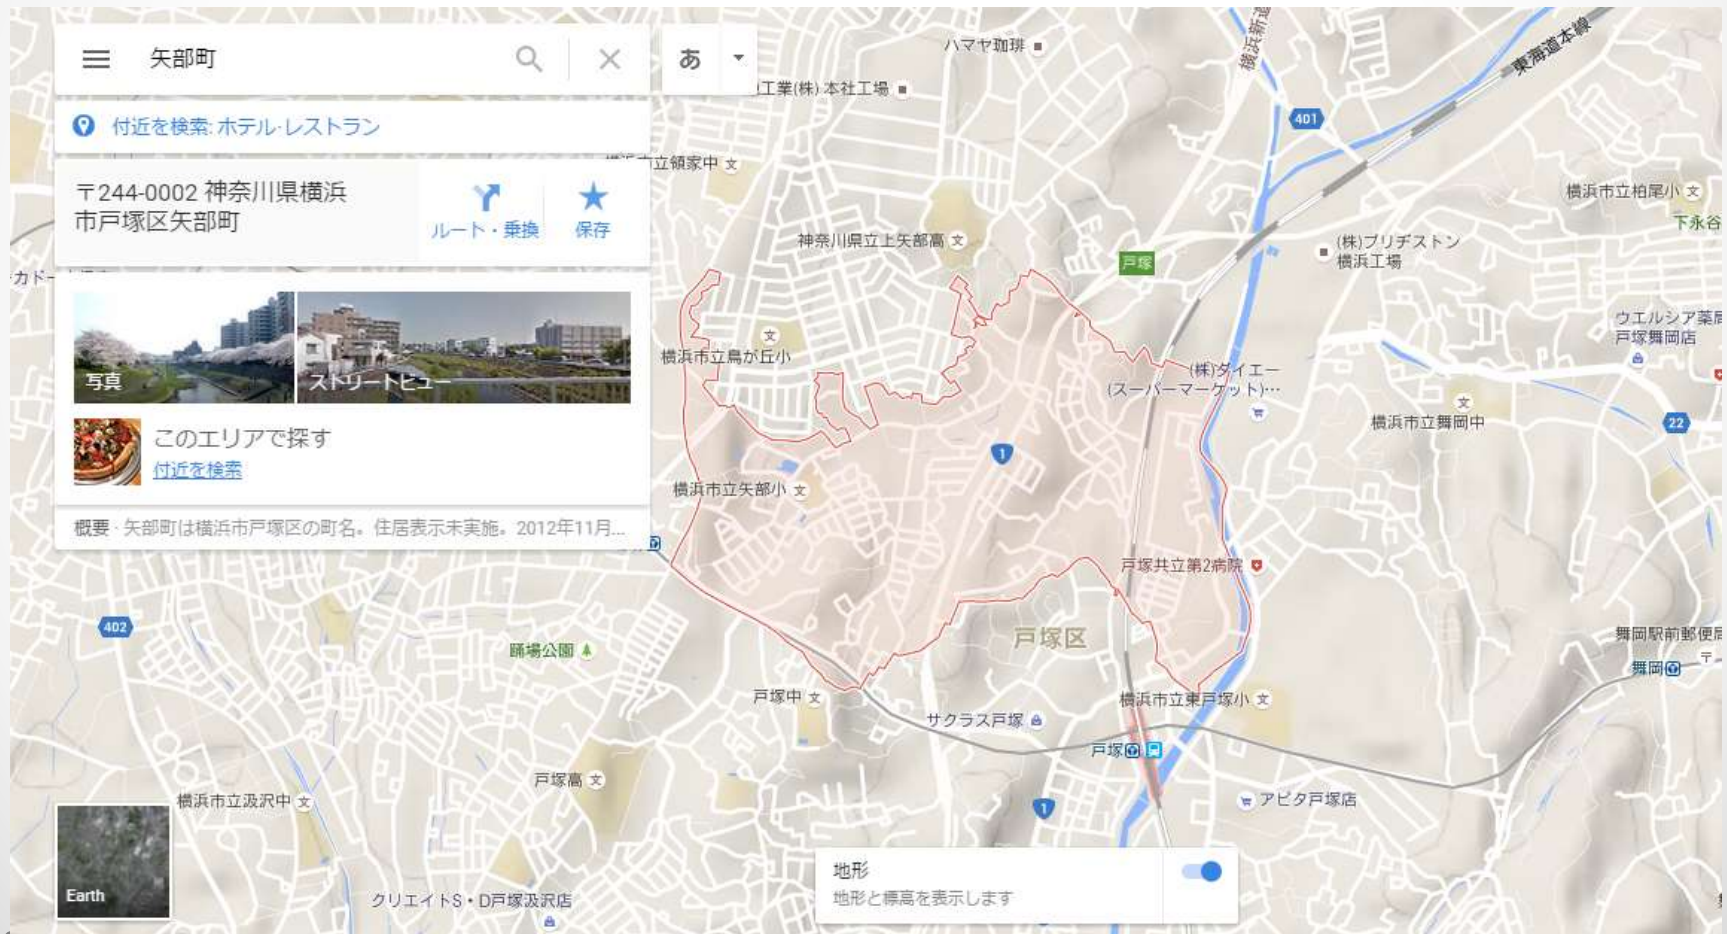 矢部町
あ
付近を検索: ホテル・レストラン
〒244-0002 神奈川県横浜
市戸塚区矢部町
ルート・乗換
保存
写真
ストリートビュー
このエリアで探す
付近を検索
概要 · 矢部町は横浜市戸塚区の町名。住居表示未実施。2012年11月...
ハマヤ珈琲
工業(株) 本社工場
横浜新道
東海道本線
401
市立領家中
横浜市立柏尾小
下永谷
神奈川県立上矢部高
戸塚
(株)ブリヂストン
横浜工場
カドー
ウエルシア薬局
戸塚舞岡店
横浜市立鳥が丘小
(株)ダイエー
(スーパーマーケット)…
横浜市立舞岡中
22
1
横浜市立矢部小
戸塚共立第2病院
402
戸塚区
踊場公園
舞岡駅前郵便局
舞岡
戸塚中
横浜市立東戸塚小
サクラス戸塚
戸塚
戸塚高
横浜市立汲沢中
1
アピタ戸塚店
地形
地形と標高を表示します
Earth
クリエイトS・D戸塚汲沢店